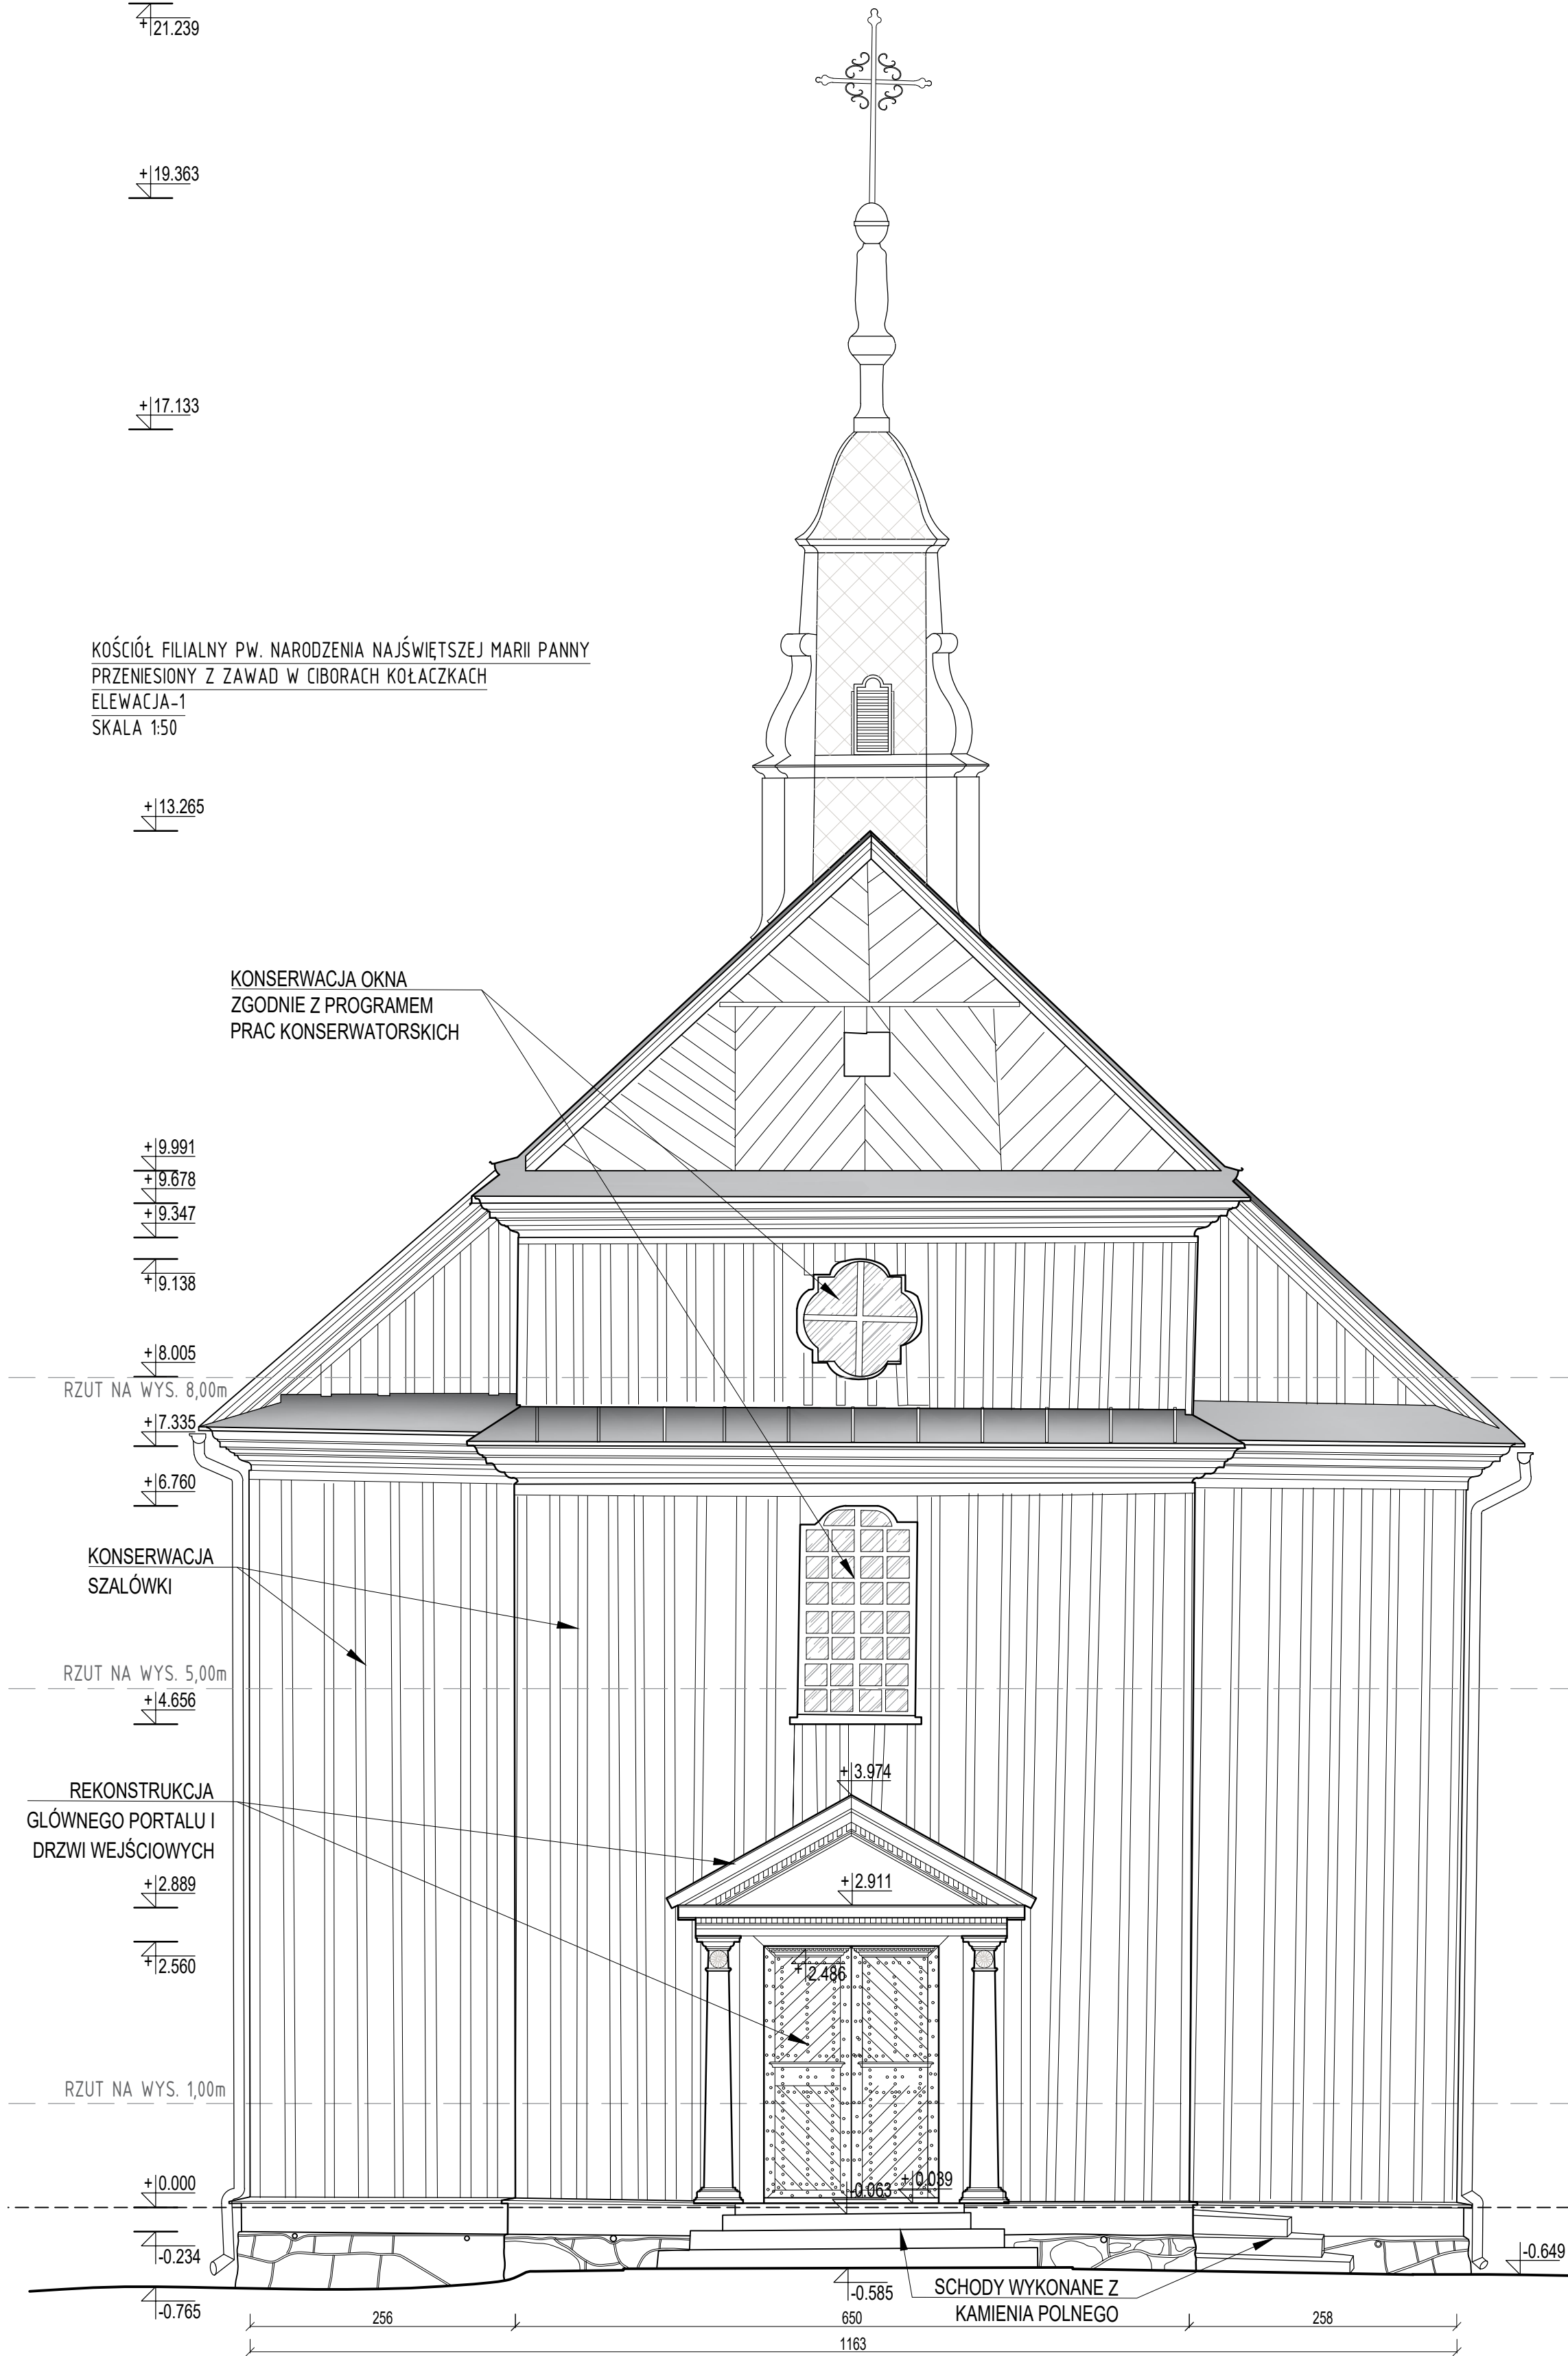 +21.239
+19.363
+17.133
KOŚCIÓŁ FILIALNY PW. NARODZENIA NAJŚWIĘTSZEJ MARII PANNY
PRZENIESIONY Z ZAWAD W CIBORACH KOŁACZKACH
ELEWACJA-1
SKALA 1:50
+13.265
KONSERWACJA OKNA
ZGODNIE Z PROGRAMEM
PRAC KONSERWATORSKICH
+9.991
+9.678
+9.347
+9.138
+8.005
RZUT NA WYS. 8,00m
+7.335
+6.760
KONSERWACJA
SZALÓWKI
RZUT NA WYS. 5,00m
+4.656
+3.974
REKONSTRUKCJA
GLÓWNEGO PORTALU I
DRZWI WEJŚCIOWYCH
+2.889
+2.911
+2.560
+2.486
RZUT NA WYS. 1,00m
+0.000
-0.063
+0.039
-0.234
-0.649
-0.765
-0.585
SCHODY WYKONANE Z
KAMIENIA POLNEGO
256 650 258
1163